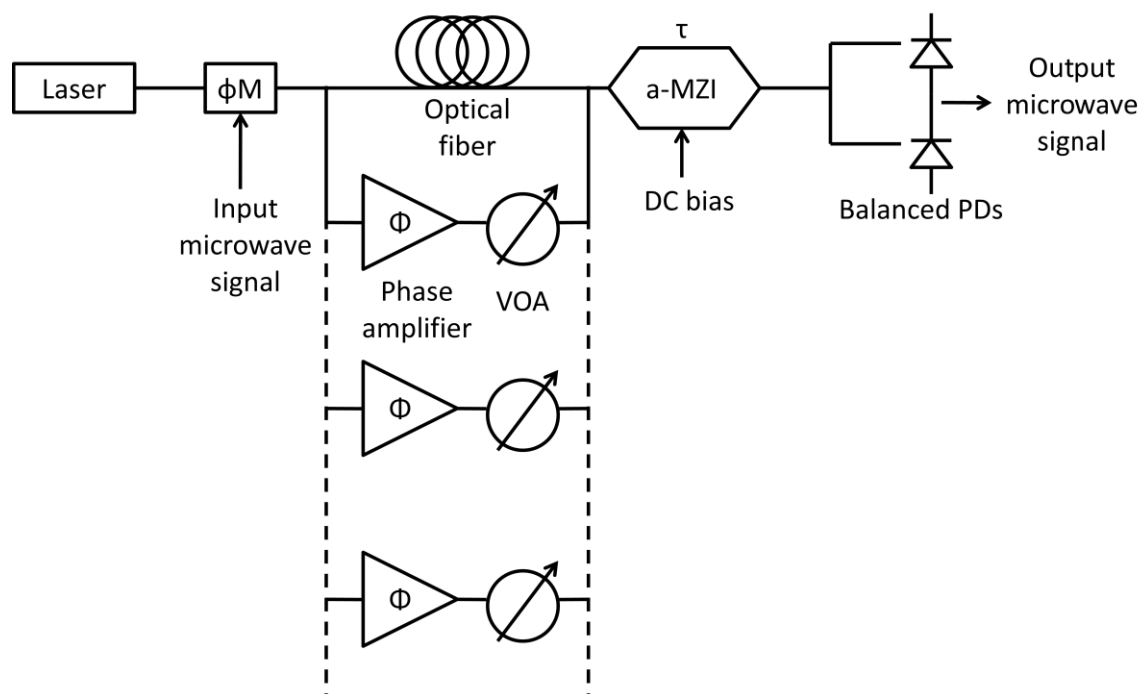 Laser
ϕM
Input
microwave
signal
Optical
fiber
Φ
Phase
amplifier
VOA
Φ
Φ
τ
a-MZI
DC bias
Balanced PDs
Output
microwave
signal